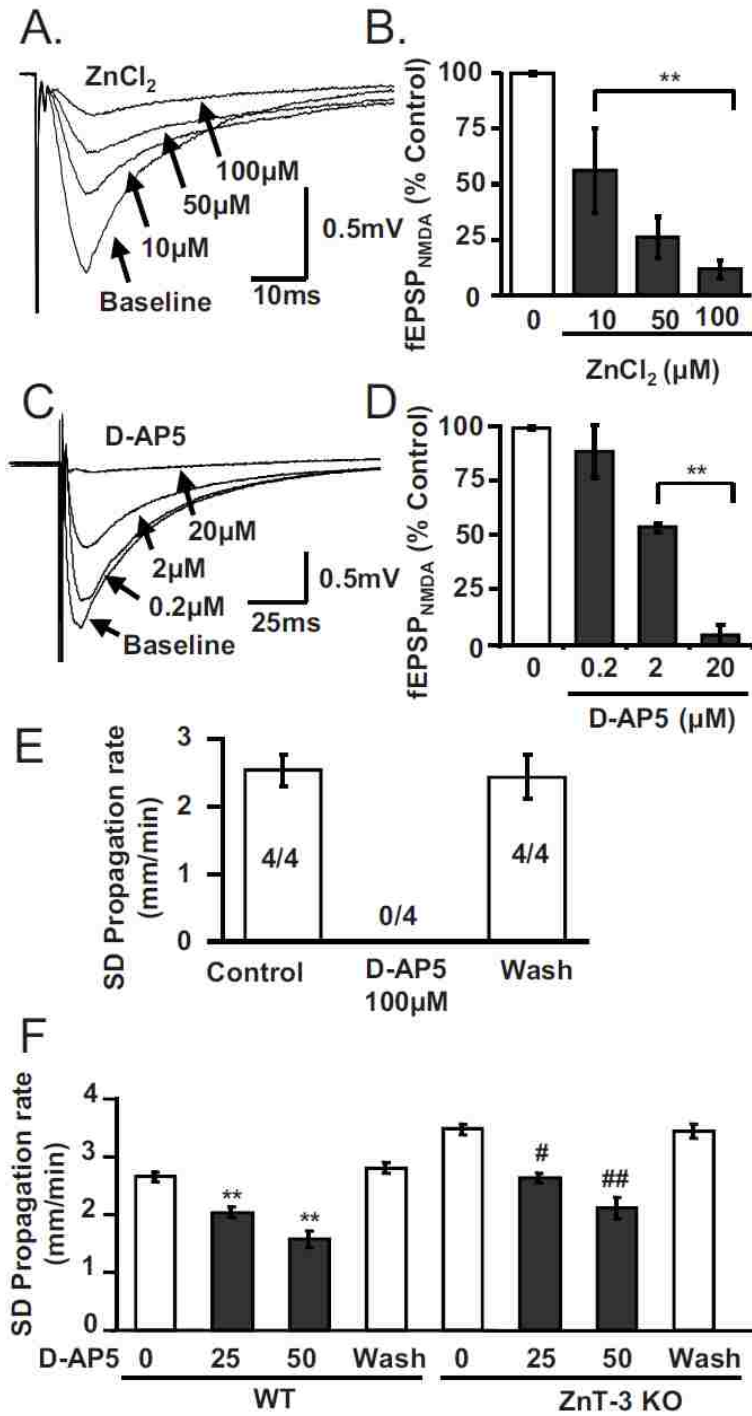 A.
ZnCl₂
100µM
50µM
10µM
Baseline
0.5mV
10ms
B.
fEPSP_NMDA (% Control)
100
75
50
25
0
**
0 10 50 100
ZnCl₂ (µM)
C
D-AP5
20µM
2µM
0.2µM
Baseline
0.5mV
25ms
D
fEPSP_NMDA (% Control)
100
75
50
25
0
**
0 0.2 2 20
D-AP5 (µM)
E
SD Propagation rate
(mm/min)
3
2
1
0
4/4
0/4
4/4
Control D-AP5 Wash
100µM
F
SD Propagation rate
(mm/min)
4
3
2
1
0
** ** # ##
D-AP5 0 25 50 Wash 0 25 50 Wash
WT ZnT-3 KO